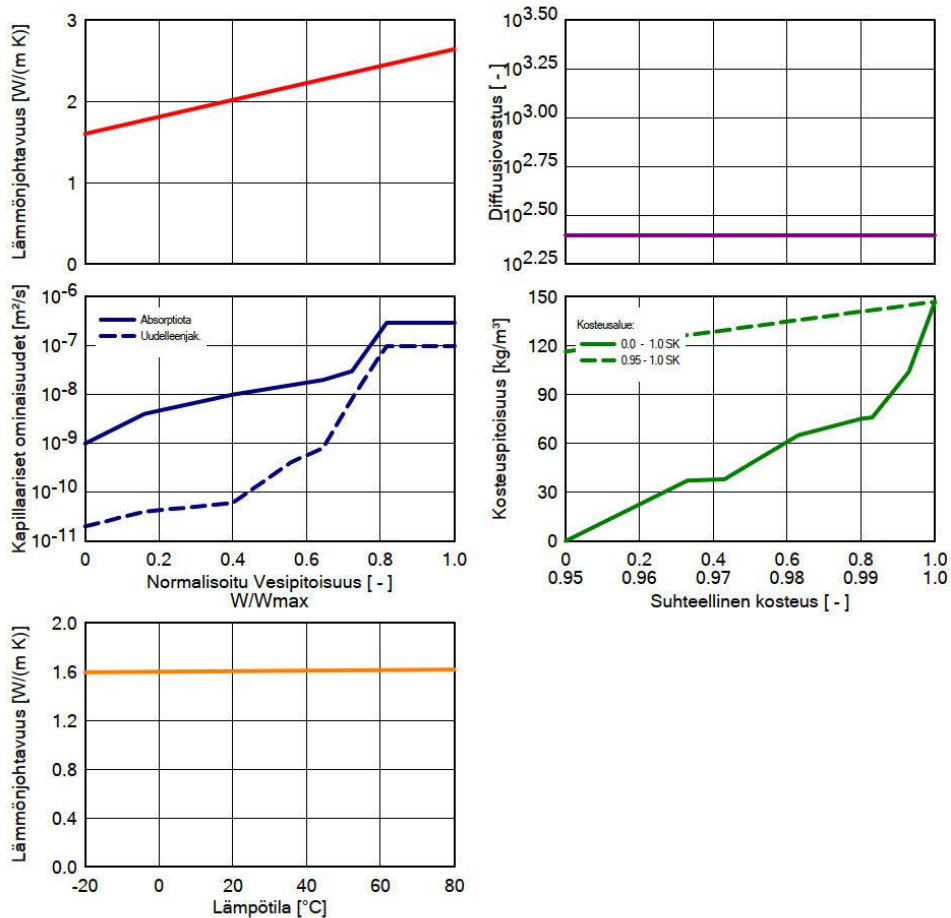 Lämmönjohtavuus [W/(m K)]
3
2
1
0
Diffuusiovastus [ - ]
10^3.50
10^3.25
10^3.00
10^2.75
10^2.50
10^2.25
Kapillaariset ominaisuudet [m²/s]
10^-6
10^-7
10^-8
10^-9
10^-10
10^-11
Absorptiota
Uudelleenjak.
0 0.2 0.4 0.6 0.8 1.0
Normalisoitu Vesipitoisuus [ - ]
W/Wmax
Kosteuspitoisuus [kg/m³]
150
120
90
60
30
0
Kosteusalue:
0.0 - 1.0 SK
0.95 - 1.0 SK
0 0.2 0.4 0.6 0.8 1.0
0.95 0.96 0.97 0.98 0.99 1.0
Suhteellinen kosteus [ - ]
Lämmönjohtavuus [W/(m K)]
2.0
1.6
1.2
0.8
0.4
0.0
-20 0 20 40 60 80
Lämpötila [°C]